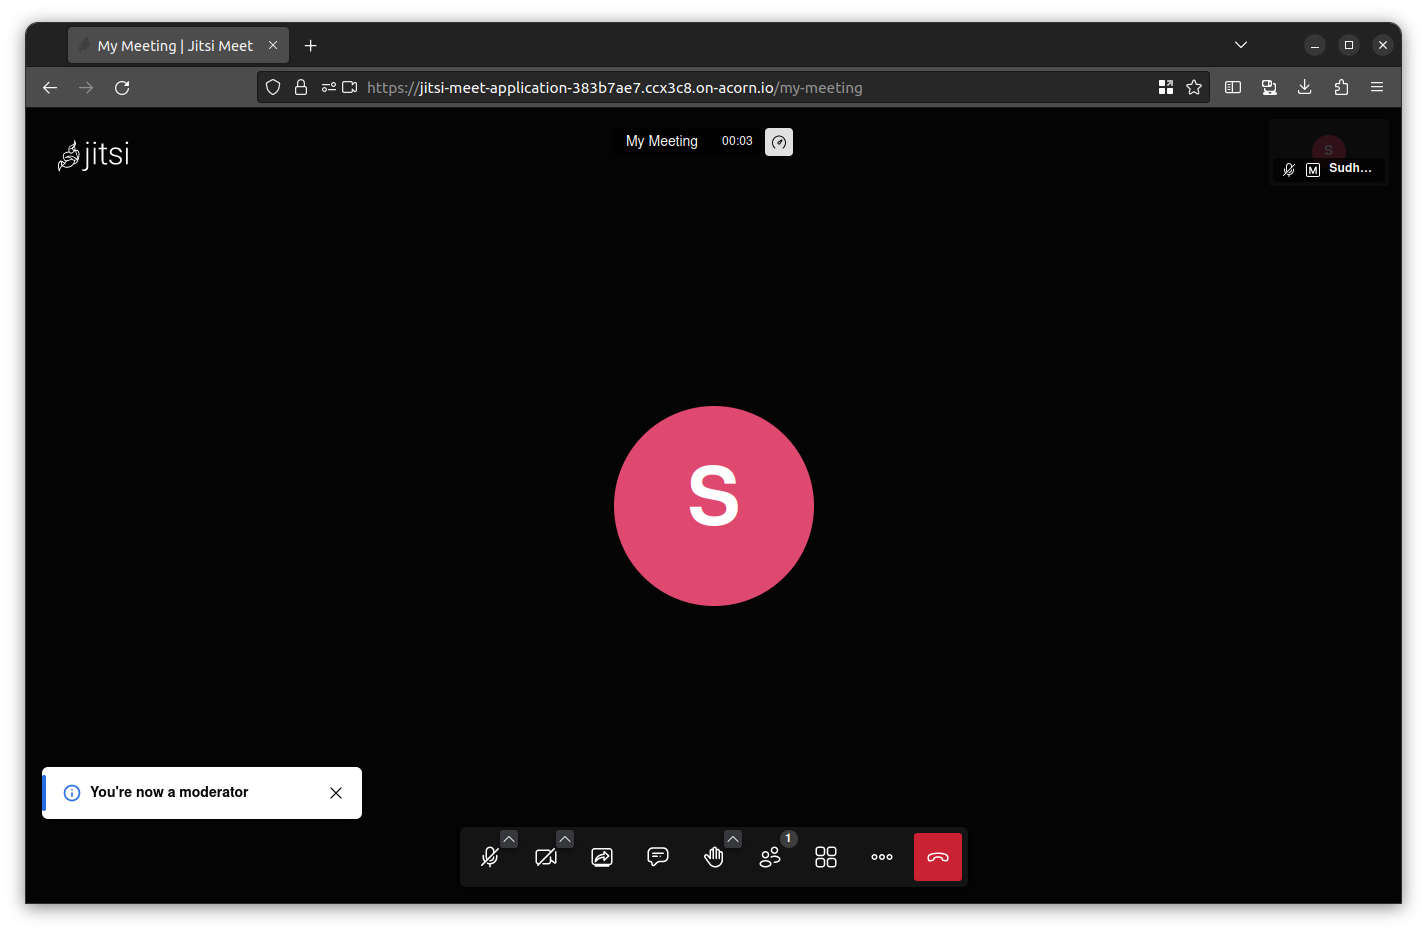 My Meeting | Jitsi Meet
https://jitsi-meet-application-383b7ae7.ccx3c8.on-acorn.io/my-meeting
jitsi
My Meeting 00:03
S
M Sudh...
S
You're now a moderator
1